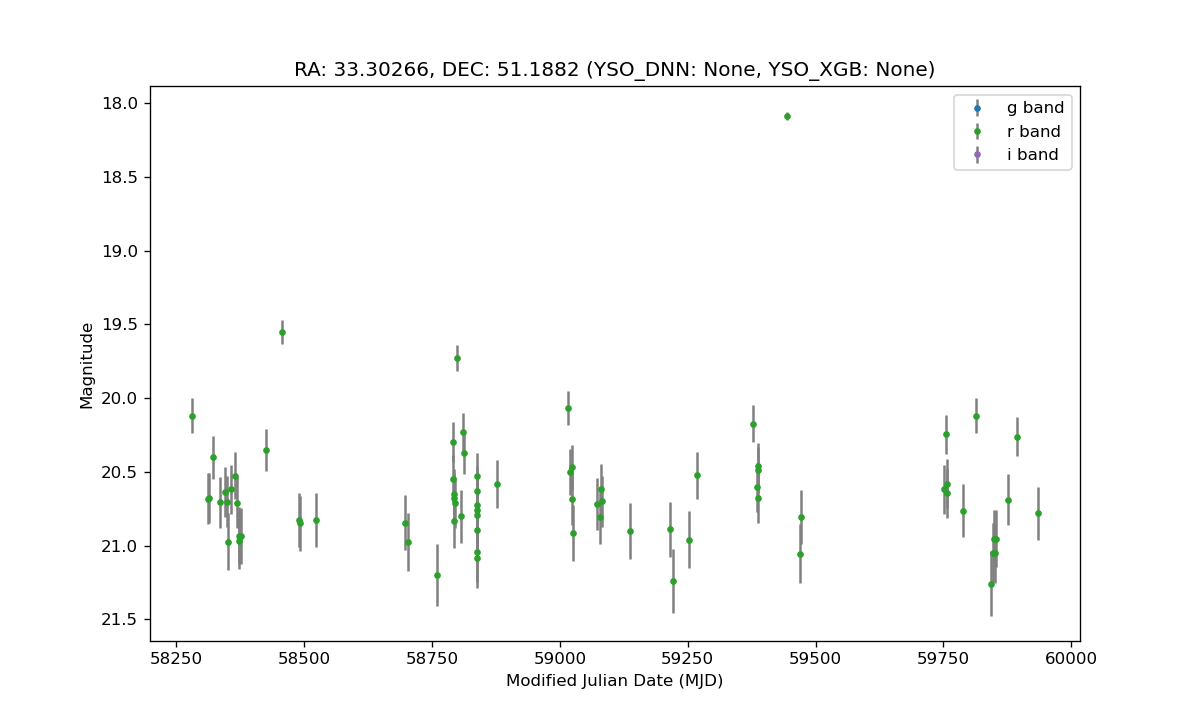 RA: 33.30266, DEC: 51.1882 (YSO_DNN: None, YSO_XGB: None)
g band
r band
i band
18.0
18.5
19.0
19.5
20.0
20.5
21.0
21.5
Magnitude
58250 58500 58750 59000 59250 59500 59750 60000
Modified Julian Date (MJD)